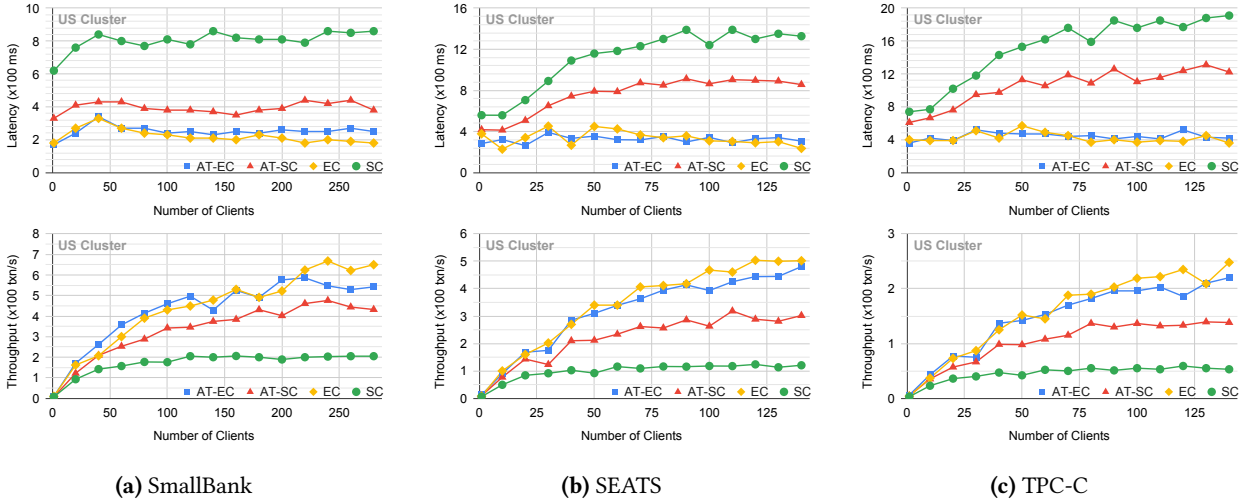 US Cluster
Latency (x100 ms)
10
8
6
4
2
0
AT-EC AT-SC EC SC
0 50 100 150 200 250
Number of Clients
US Cluster
Latency (x100 ms)
16
13
10
7
4
0
AT-EC AT-SC EC SC
0 25 50 75 100 125
Number of Clients
US Cluster
Latency (x100 ms)
20
16
12
8
4
0
AT-EC AT-SC EC SC
0 25 50 75 100 125
Number of Clients
US Cluster
Throughput (x100 txn/s)
8
7
6
5
4
3
2
1
0
AT-EC AT-SC EC SC
0 50 100 150 200 250
Number of Clients
US Cluster
Throughput (x100 txn/s)
6
5
4
3
2
1
0
AT-EC AT-SC EC SC
0 25 50 75 100 125
Number of Clients
US Cluster
Throughput (x100 txn/s)
3
2
1
0
AT-EC AT-SC EC SC
0 25 50 75 100 125
Number of Clients
(a) SmallBank
(b) SEATS
(c) TPC-C